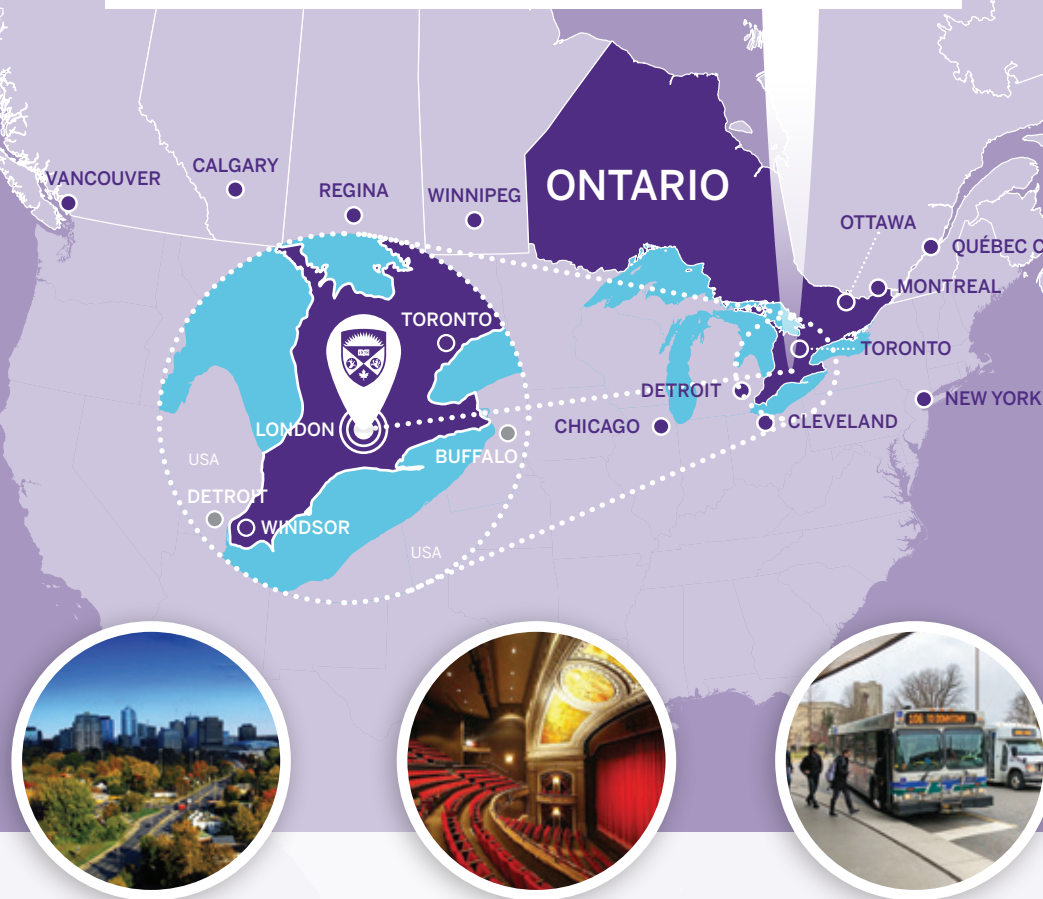 ONTARIO
VANCOUVER
CALGARY
REGINA
WINNIPEG
OTTAWA
QUÉBEC C
MONTREAL
TORONTO
DETROIT
NEW YORK
CHICAGO
CLEVELAND
TORONTO
LONDON
BUFFALO
USA
DETROIT
WINDSOR
USA
106 TO DOWNTOWN